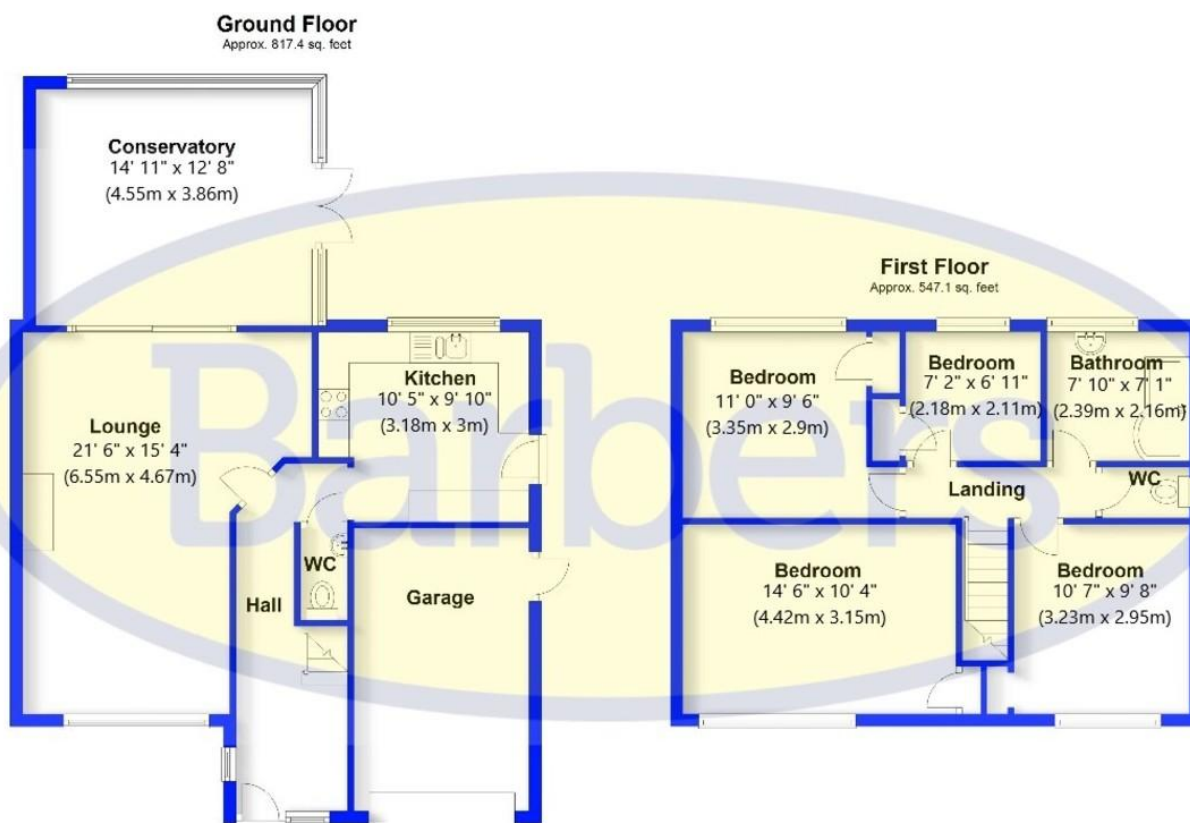 Ground Floor
Approx. 817.4 sq. feet
Conservatory
14' 11" x 12' 8"
(4.55m x 3.86m)
Lounge
21' 6" x 15' 4"
(6.55m x 4.67m)
Kitchen
10' 5" x 9' 10"
(3.18m x 3m)
WC
Hall
Garage
First Floor
Approx. 547.1 sq. feet
Bedroom
11' 0" x 9' 6"
(3.35m x 2.9m)
Bedroom
7' 2" x 6' 11"
(2.18m x 2.11m)
Bathroom
7' 10" x 7' 1"
(2.39m x 2.16m)
Landing
WC
Bedroom
14' 6" x 10' 4"
(4.42m x 3.15m)
Bedroom
10' 7" x 9' 8"
(3.23m x 2.95m)
Barbers